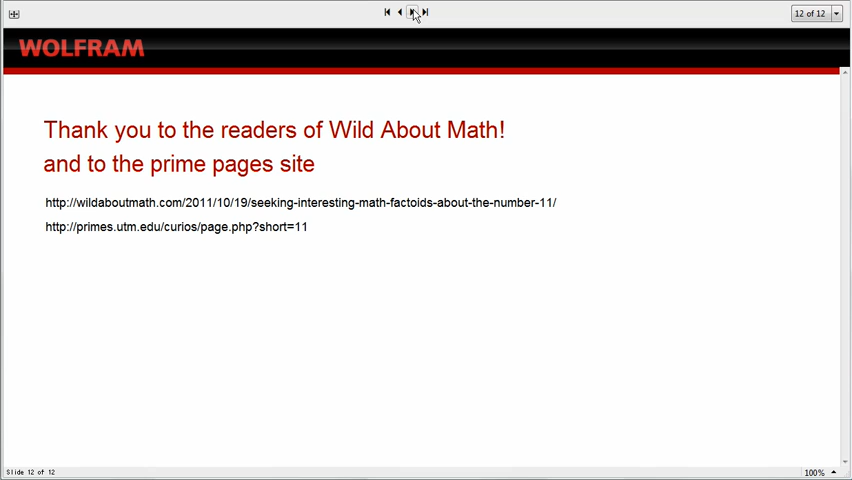 12 of 12
WOLFRAM
Thank you to the readers of Wild About Math!
and to the prime pages site
http://wildaboutmath.com/2011/10/19/seeking-interesting-math-factoids-about-the-number-11/
http://primes.utm.edu/curios/page.php?short=11
Slide 12 of 12
100%